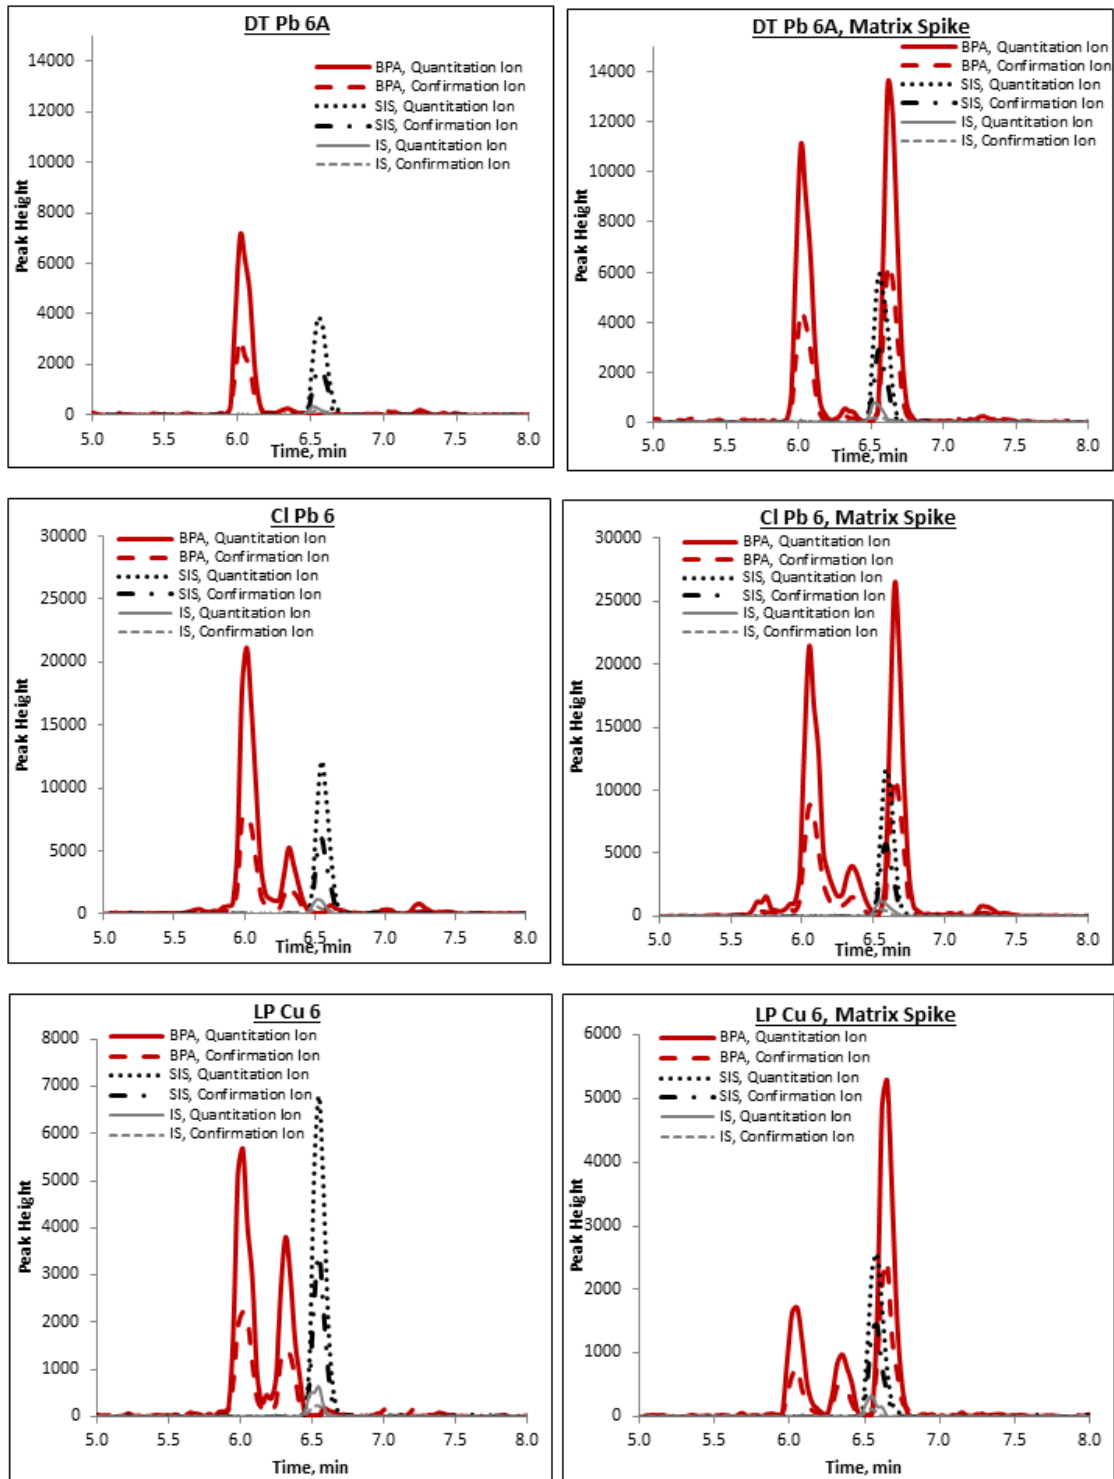 DT Pb 6A
BPA, Quantitation Ion
BPA, Confirmation Ion
SIS, Quantitation Ion
SIS, Confirmation Ion
IS, Quantitation Ion
IS, Confirmation Ion
Peak Height
14000
12000
10000
8000
6000
4000
2000
0
5.0 5.5 6.0 6.5 7.0 7.5 8.0
Time, min
DT Pb 6A, Matrix Spike
BPA, Quantitation Ion
BPA, Confirmation Ion
SIS, Quantitation Ion
SIS, Confirmation Ion
IS, Quantitation Ion
IS, Confirmation Ion
Peak Height
14000
12000
10000
8000
6000
4000
2000
0
5.0 5.5 6.0 6.5 7.0 7.5 8.0
Time, min
Cl Pb 6
BPA, Quantitation Ion
BPA, Confirmation Ion
SIS, Quantitation Ion
SIS, Confirmation Ion
IS, Quantitation Ion
IS, Confirmation Ion
Peak Height
30000
25000
20000
15000
10000
5000
0
5.0 5.5 6.0 6.5 7.0 7.5 8.0
Time, min
Cl Pb 6, Matrix Spike
BPA, Quantitation Ion
BPA, Confirmation Ion
SIS, Quantitation Ion
SIS, Confirmation Ion
IS, Quantitation Ion
IS, Confirmation Ion
Peak Height
30000
25000
20000
15000
10000
5000
0
5.0 5.5 6.0 6.5 7.0 7.5 8.0
Time, min
LP Cu 6
BPA, Quantitation Ion
BPA, Confirmation Ion
SIS, Quantitation Ion
SIS, Confirmation Ion
IS, Quantitation Ion
IS, Confirmation Ion
Peak Height
8000
7000
6000
5000
4000
3000
2000
1000
0
5.0 5.5 6.0 6.5 7.0 7.5 8.0
Time, min
LP Cu 6, Matrix Spike
BPA, Quantitation Ion
BPA, Confirmation Ion
SIS, Quantitation Ion
SIS, Confirmation Ion
IS, Quantitation Ion
IS, Confirmation Ion
Peak Height
6000
5000
4000
3000
2000
1000
0
5.0 5.5 6.0 6.5 7.0 7.5 8.0
Time, min